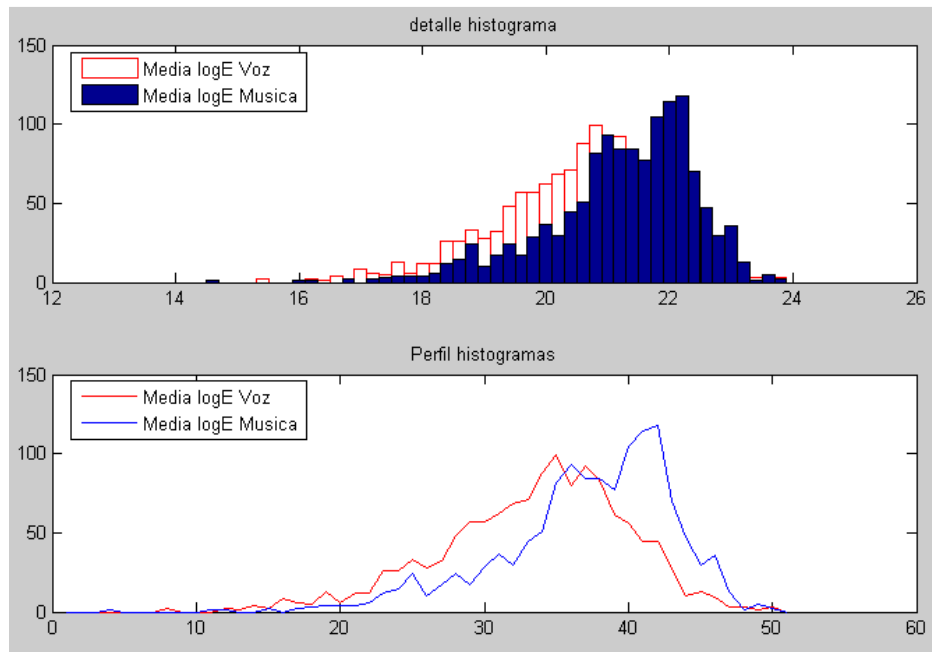 detalle histograma
150
100
50
0
Media logE Voz
Media logE Musica
12 14 16 18 20 22 24 26
Perfil histogramas
150
100
50
0
Media logE Voz
Media logE Musica
0 10 20 30 40 50 60